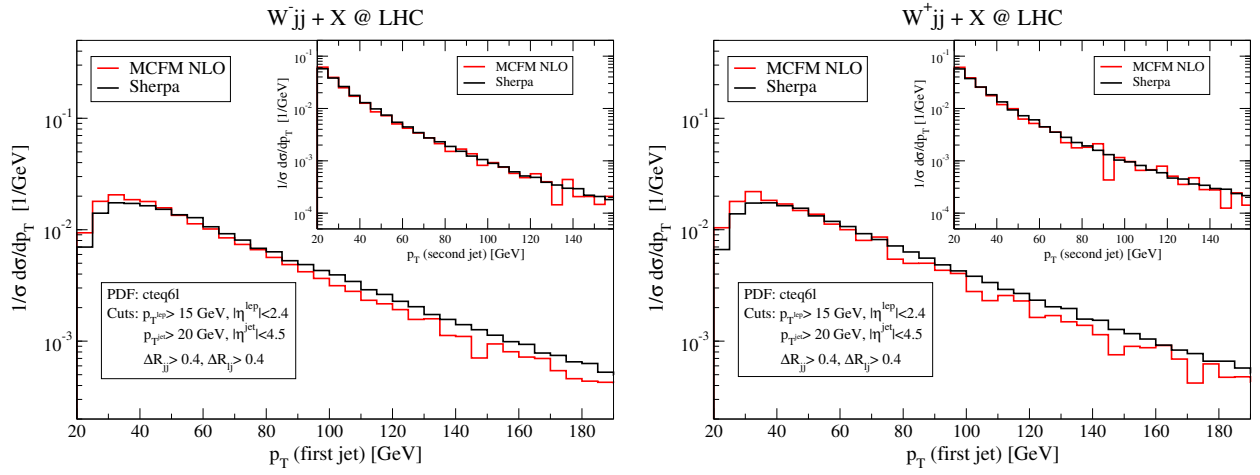 W⁻jj + X @ LHC
MCFM NLO
Sherpa
10⁻¹
10⁻²
10⁻³
1/σ dσ/dp_T [1/GeV]
20 40 60 80 100 120 140 160 180
p_T (first jet) [GeV]
PDF: cteq6l
Cuts: p_T^lep > 15 GeV, |η^lep|<2.4
p_T^jet > 20 GeV, |η^jet|<4.5
ΔR_jj > 0.4, ΔR_lj > 0.4
MCFM NLO
Sherpa
10⁻¹
10⁻²
10⁻³
10⁻⁴
1/σ dσ/dp_T [1/GeV]
20 40 60 80 100 120 140
p_T (second jet) [GeV]
W⁺jj + X @ LHC
MCFM NLO
Sherpa
10⁻¹
10⁻²
10⁻³
1/σ dσ/dp_T [1/GeV]
20 40 60 80 100 120 140 160 180
p_T (first jet) [GeV]
PDF: cteq6l
Cuts: p_T^lep > 15 GeV, |η^lep|<2.4
p_T^jet > 20 GeV, |η^jet|<4.5
ΔR_jj > 0.4, ΔR_lj > 0.4
MCFM NLO
Sherpa
10⁻¹
10⁻²
10⁻³
10⁻⁴
1/σ dσ/dp_T [1/GeV]
20 40 60 80 100 120 140
p_T (second jet) [GeV]